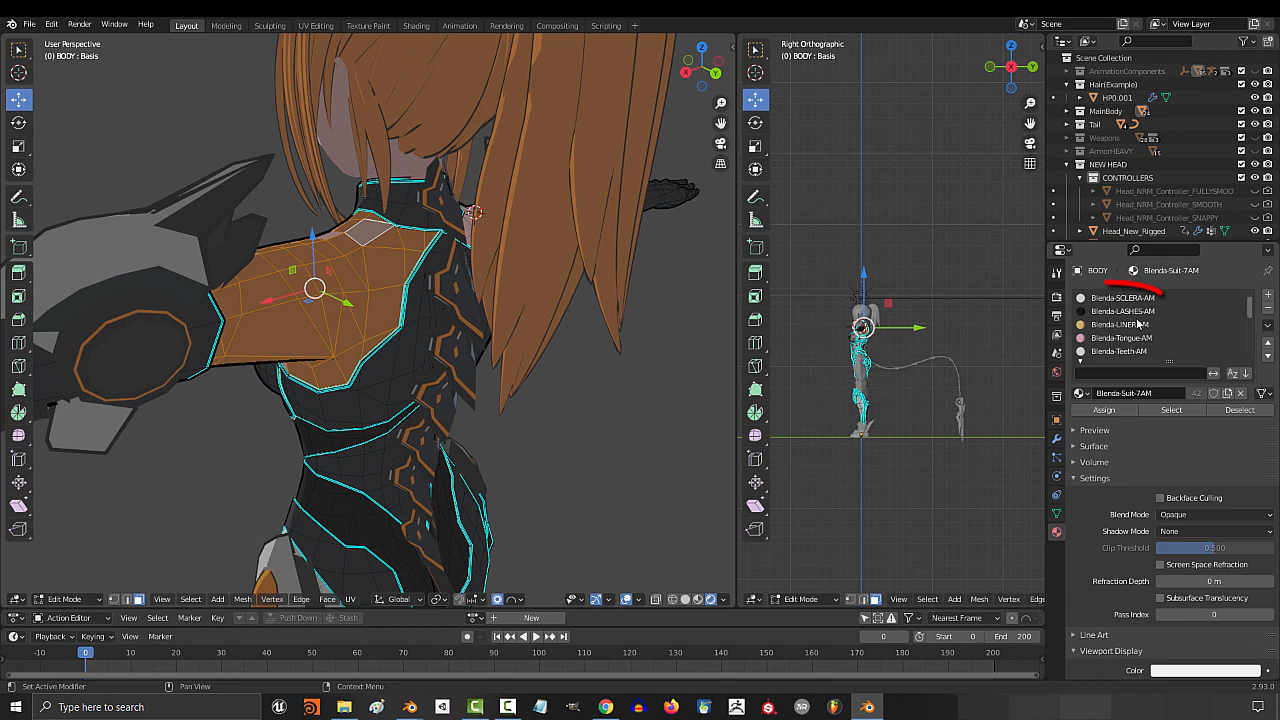 File Edit Render Window Help Layout Modeling Sculpting UV Editing Texture Paint Shading Animation Rendering Compositing Scripting + Scene View Layer
User Perspective
(0) BODY : Basis
Right Orthographic
(0) BODY : Basis
Scene Collection
AnimationComponents
Hair(Example)
HP0.001
MainBody
Tail
Weapons
ArmorHEAVY
NEW HEAD
CONTROLLERS
Head_NRM_Controller_FULLYSMOO
Head_NRM_Controller_SMOOTH
Head_NRM_Controller_SNAPPY
Head_New_Rigged
BODY Blenda-Suit-7AM
Blenda-SCLERA-AM
Blenda-LASHES-AM
Blenda-LINER-AM
Blenda-Tongue-AM
Blenda-Teeth-AM
Blenda-Suit-7AM 42
Assign Select Deselect
Preview
Surface
Volume
Settings
Backface Culling
Blend Mode Opaque
Shadow Mode None
Clip Threshold 0.500
Screen Space Refraction
Refraction Depth 0 m
Subsurface Translucency
Pass Index 0
Line Art
Viewport Display
Color
Edit Mode View Select Add Mesh Vertex Edge Face UV Global
Edit Mode View Select Add Mesh Vertex Edg
Action Editor View Select Marker Key Push Down Stash New Nearest Frame
Playback Keying View Marker 0 Start 0 End 200
-10 0 10 20 30 40 50 60 70 80 90 100 110 120 130 140 150 160 170 180 190 200
Set Active Modifier Pan View Context Menu 2.93.0
Type here to search